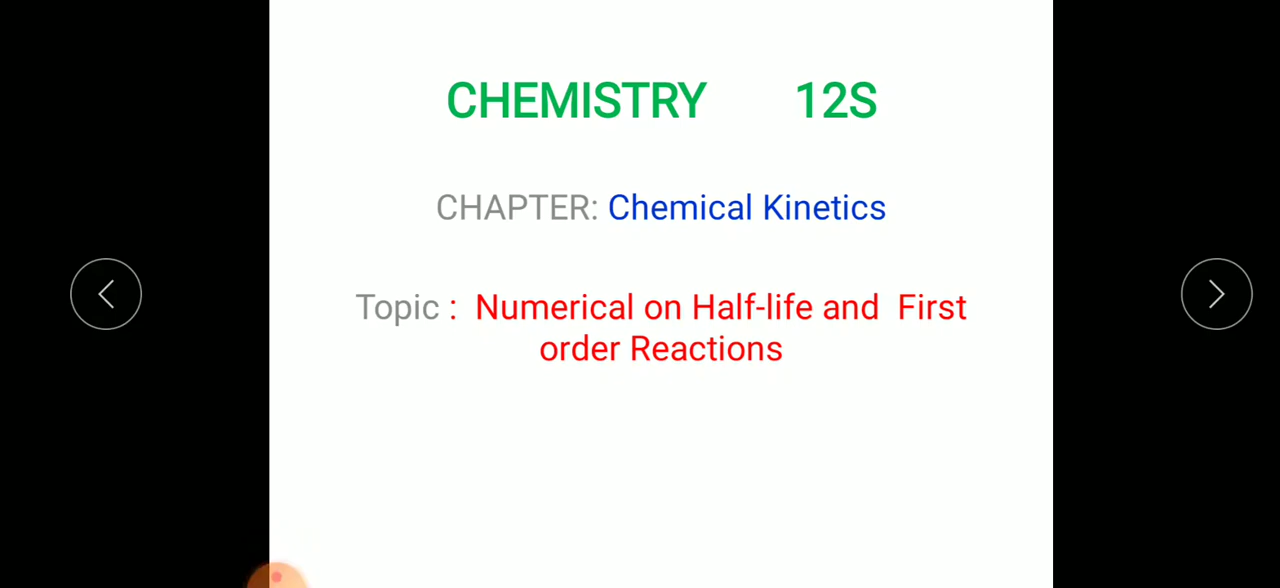 CHEMISTRY 12S
CHAPTER: Chemical Kinetics
Topic : Numerical on Half-life and First
order Reactions